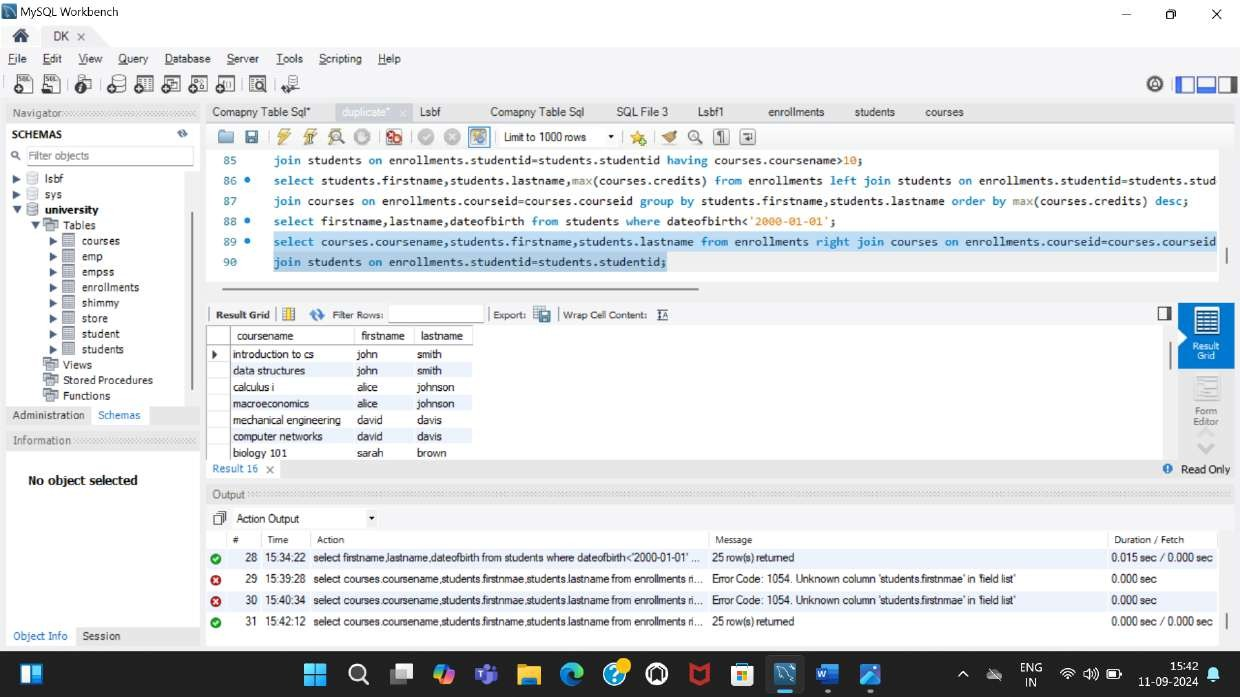 MySQL Workbench
DK
File Edit View Query Database Server Tools Scripting Help
Navigator
SCHEMAS
Filter objects
lsbf
sys
university
Tables
courses
emp
empss
enrollments
shimmy
store
student
students
Views
Stored Procedures
Functions
Administration Schemas
Information
No object selected
Object Info Session
Comapny Table Sql* duplicate* Lsbf Comapny Table Sql SQL File 3 Lsbf1 enrollments students courses
Limit to 1000 rows
85 join students on enrollments.studentid=students.studentid having courses.coursename>10;
86 select students.firstname,students.lastname,max(courses.credits) from enrollments left join students on enrollments.studentid=students.stud
87 join courses on enrollments.courseid=courses.courseid group by students.firstname,students.lastname order by max(courses.credits) desc;
88 select firstname,lastname,dateofbirth from students where dateofbirth<'2000-01-01';
89 select courses.coursename,students.firstname,students.lastname from enrollments right join courses on enrollments.courseid=courses.courseid
90 join students on enrollments.studentid=students.studentid;
Result Grid Filter Rows: Export: Wrap Cell Content:
coursename firstname lastname
introduction to cs john smith
data structures john smith
calculus i alice johnson
macroeconomics alice johnson
mechanical engineering david davis
computer networks david davis
biology 101 sarah brown
Result Grid
Form Editor
Result 16
Read Only
Output
Action Output
# Time Action Message Duration / Fetch
28 15:34:22 select firstname,lastname,dateofbirth from students where dateofbirth<'2000-01-01' ... 25 row(s) returned 0.015 sec / 0.000 sec
29 15:39:28 select courses.coursename,students.firstnmae,students.lastname from enrollments ri... Error Code: 1054. Unknown column 'students.firstnmae' in 'field list' 0.000 sec
30 15:40:34 select courses.coursename,students.firstnmae,students.lastname from enrollments ri... Error Code: 1054. Unknown column 'students.firstnmae' in 'field list' 0.000 sec
31 15:42:12 select courses.coursename,students.firstname,students.lastname from enrollments ri... 25 row(s) returned 0.000 sec / 0.000 sec
ENG
IN
15:42
11-09-2024